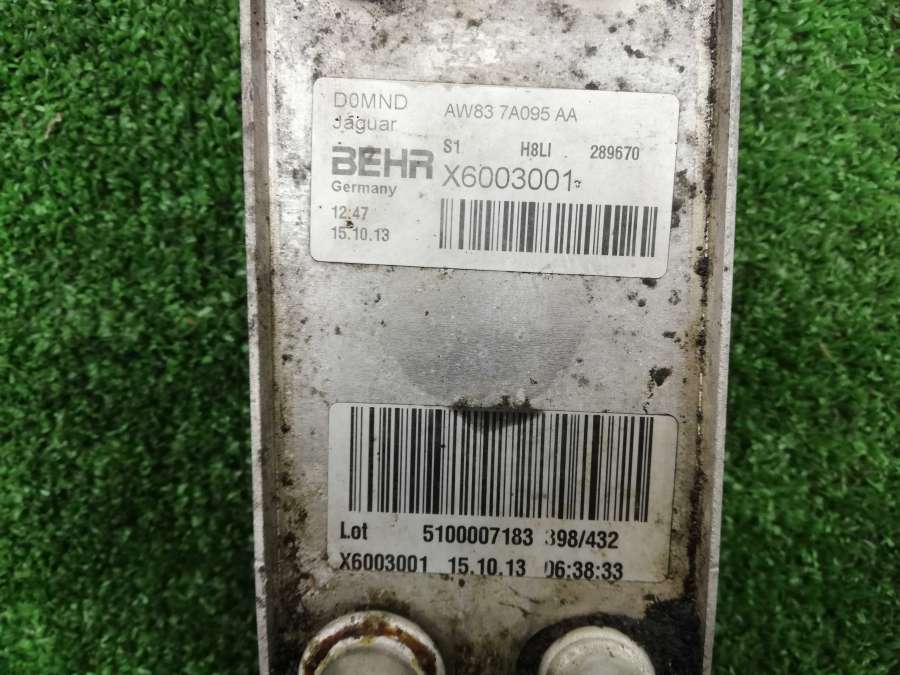 D0MND AW83 7A095 AA
Jaguar
S1 H8LI 289670
BEHR X6003001
Germany
12:47
15.10.13
Lot 5100007183 398/432
X6003001 15.10.13 06:38:33